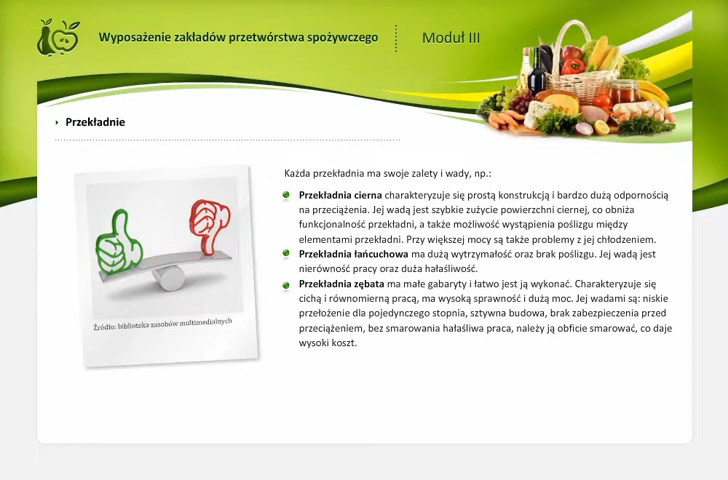 Wyposażenie zakładów przetwórstwa spożywczego
Moduł III
Przekładnie
Każda przekładnia ma swoje zalety i wady, np.:
Przekładnia cierna charakteryzuje się prostą konstrukcją i bardzo dużą odpornością
na przeciążenia. Jej wadą jest szybkie zużycie powierzchni ciernej, co obniża
funkcjonalność przekładni, a także możliwość wystąpienia poślizgu między
elementami przekładni. Przy większej mocy są także problemy z jej chłodzeniem.
Przekładnia łańcuchowa ma dużą wytrzymałość oraz brak poślizgu. Jej wadą jest
nierówność pracy oraz duża hałaśliwość.
Przekładnia zębata ma małe gabaryty i łatwo jest ją wykonać. Charakteryzuje się
cichą i równomierną pracą, ma wysoką sprawność i dużą moc. Jej wadami są: niskie
przełożenie dla pojedynczego stopnia, sztywna budowa, brak zabezpieczenia przed
przeciążeniem, bez smarowania hałaśliwa praca, należy ją obficie smarować, co daje
wysoki koszt.
Źródło: biblioteka zasobów multimedialnych